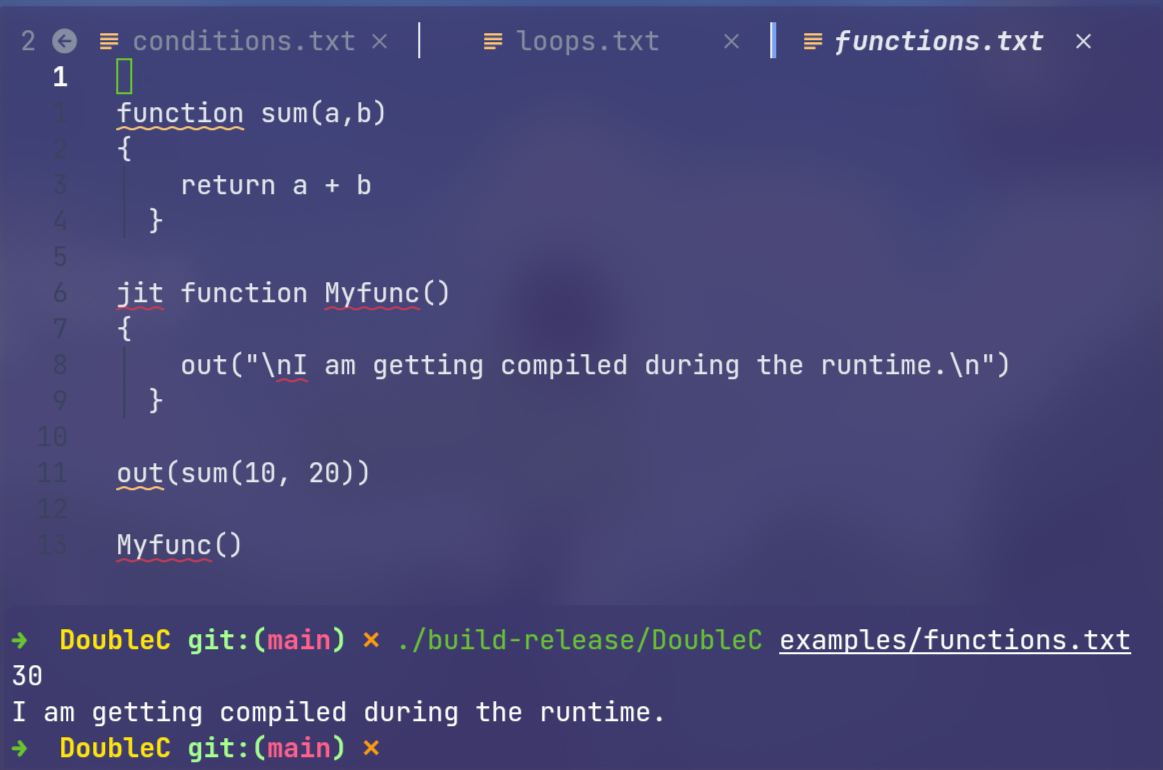 2 conditions.txt × loops.txt × functions.txt ×
1
1 function sum(a,b)
2 {
3 return a + b
4 }
5
6 jit function Myfunc()
7 {
8 out("\nI am getting compiled during the runtime.\n")
9 }
10
11 out(sum(10, 20))
12
13 Myfunc()
➜ DoubleC git:(main) ✗ ./build-release/DoubleC examples/functions.txt
30
I am getting compiled during the runtime.
➜ DoubleC git:(main) ✗